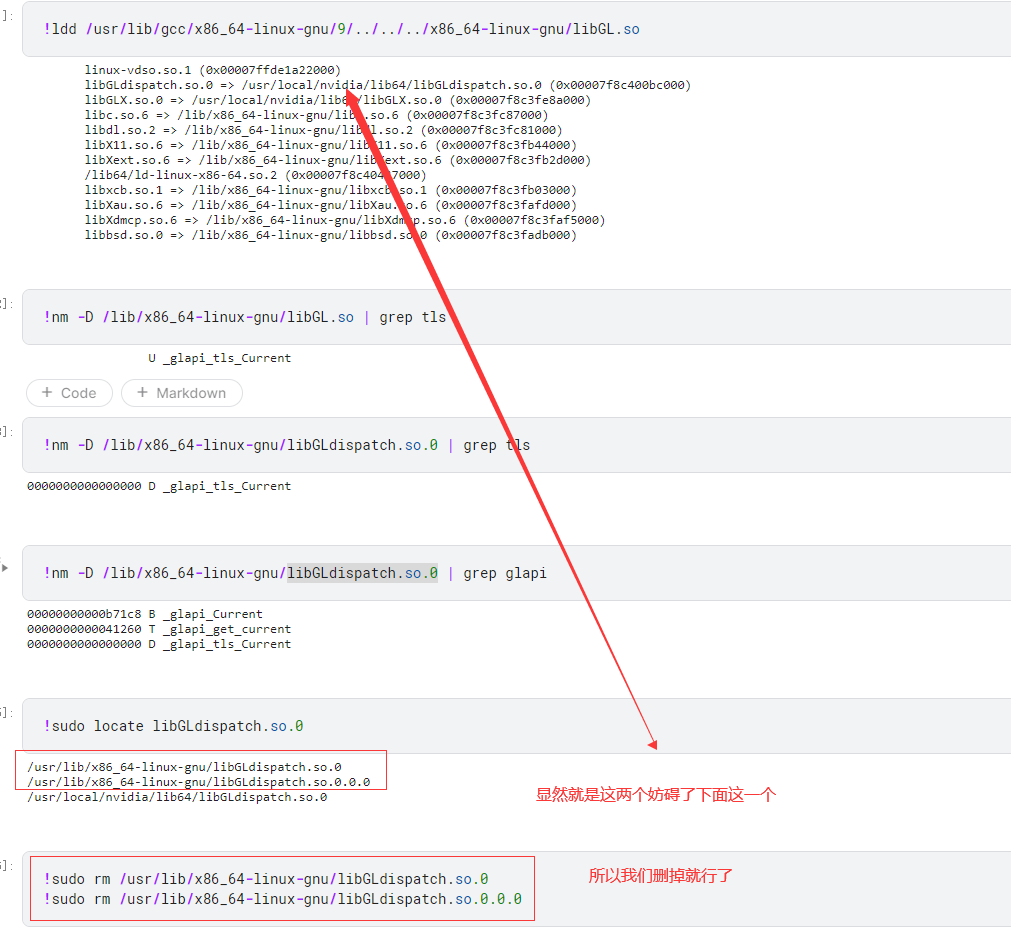 ]:
!ldd /usr/lib/gcc/x86_64-linux-gnu/9/../../../x86_64-linux-gnu/libGL.so
linux-vdso.so.1 (0x00007ffde1a22000)
libGLdispatch.so.0 => /usr/local/nvidia/lib64/libGLdispatch.so.0 (0x00007f8c400bc000)
libGLX.so.0 => /usr/local/nvidia/lib64/libGLX.so.0 (0x00007f8c3fe8a000)
libc.so.6 => /lib/x86_64-linux-gnu/libc.so.6 (0x00007f8c3fc87000)
libdl.so.2 => /lib/x86_64-linux-gnu/libdl.so.2 (0x00007f8c3fc81000)
libX11.so.6 => /lib/x86_64-linux-gnu/libX11.so.6 (0x00007f8c3fb44000)
libXext.so.6 => /lib/x86_64-linux-gnu/libXext.so.6 (0x00007f8c3fb2d000)
/lib64/ld-linux-x86-64.so.2
libxcb.so.1 => /lib/x86_64-linux-gnu/libxcb.so.1 (0x00007f8c3fb03000)
libXau.so.6 => /lib/x86_64-linux-gnu/libXau.so.6 (0x00007f8c3fafd000)
libXdmcp.so.6 => /lib/x86_64-linux-gnu/libXdmcp.so.6 (0x00007f8c3faf5000)
libbsd.so.0 => /lib/x86_64-linux-gnu/libbsd.so.0 (0x00007f8c3fadb000)
]:
!nm -D /lib/x86_64-linux-gnu/libGL.so | grep tls
U _glapi_tls_Current
+ Code + Markdown
]:
!nm -D /lib/x86_64-linux-gnu/libGLdispatch.so.0 | grep tls
0000000000000000 D _glapi_tls_Current
!nm -D /lib/x86_64-linux-gnu/libGLdispatch.so.0 | grep glapi
00000000000b71c8 B _glapi_Current
0000000000041260 T _glapi_get_current
0000000000000000 D _glapi_tls_Current
]:
!sudo locate libGLdispatch.so.0
/usr/lib/x86_64-linux-gnu/libGLdispatch.so.0
/usr/lib/x86_64-linux-gnu/libGLdispatch.so.0.0.0
/usr/local/nvidia/lib64/libGLdispatch.so.0
显然就是这两个妨碍了下面这一个
]:
!sudo rm /usr/lib/x86_64-linux-gnu/libGLdispatch.so.0
!sudo rm /usr/lib/x86_64-linux-gnu/libGLdispatch.so.0.0.0
所以我们删掉就行了